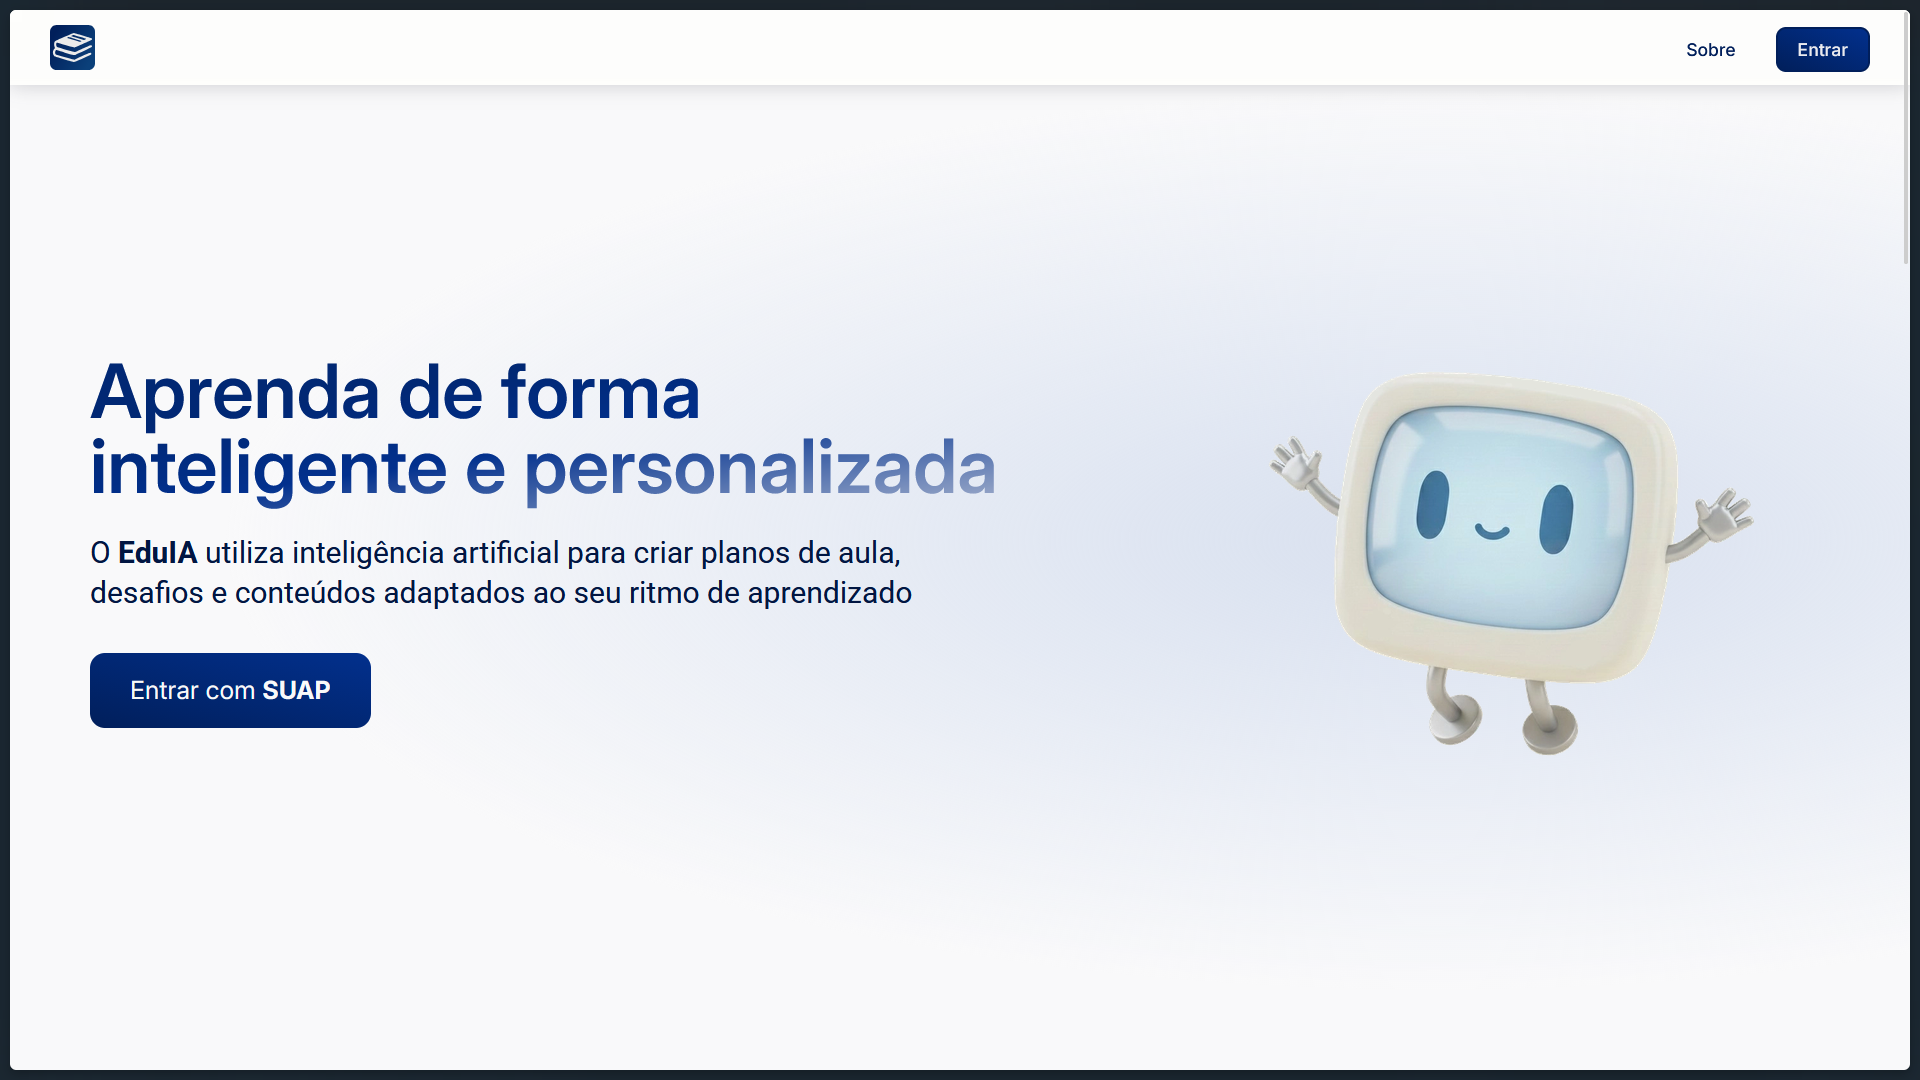 Sobre
Entrar
Aprenda de forma
inteligente e personalizada
O EduIA utiliza inteligência artificial para criar planos de aula,
desafios e conteúdos adaptados ao seu ritmo de aprendizado
Entrar com SUAP